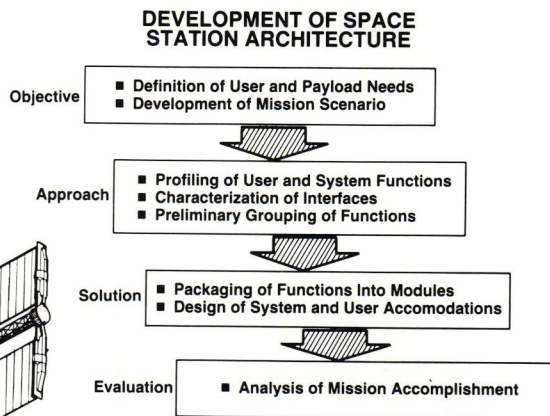 DEVELOPMENT OF SPACE
STATION ARCHITECTURE
Objective
■ Definition of User and Payload Needs
■ Development of Mission Scenario
Approach
■ Profiling of User and System Functions
■ Characterization of Interfaces
■ Preliminary Grouping of Functions
Solution
■ Packaging of Functions Into Modules
■ Design of System and User Accomodations
Evaluation
■ Analysis of Mission Accomplishment